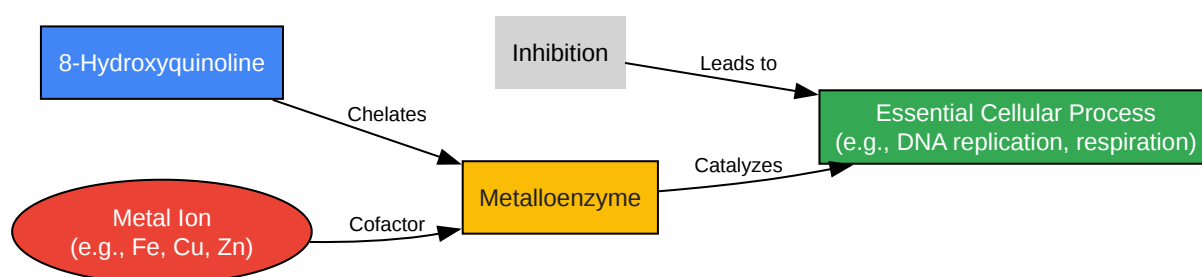 8-Hydroxyquinoline
Inhibition
Leads to
Essential Cellular Process
(e.g., DNA replication, respiration)
Chelates
Metalloenzyme
Catalyzes
Metal Ion
(e.g., Fe, Cu, Zn)
Cofactor